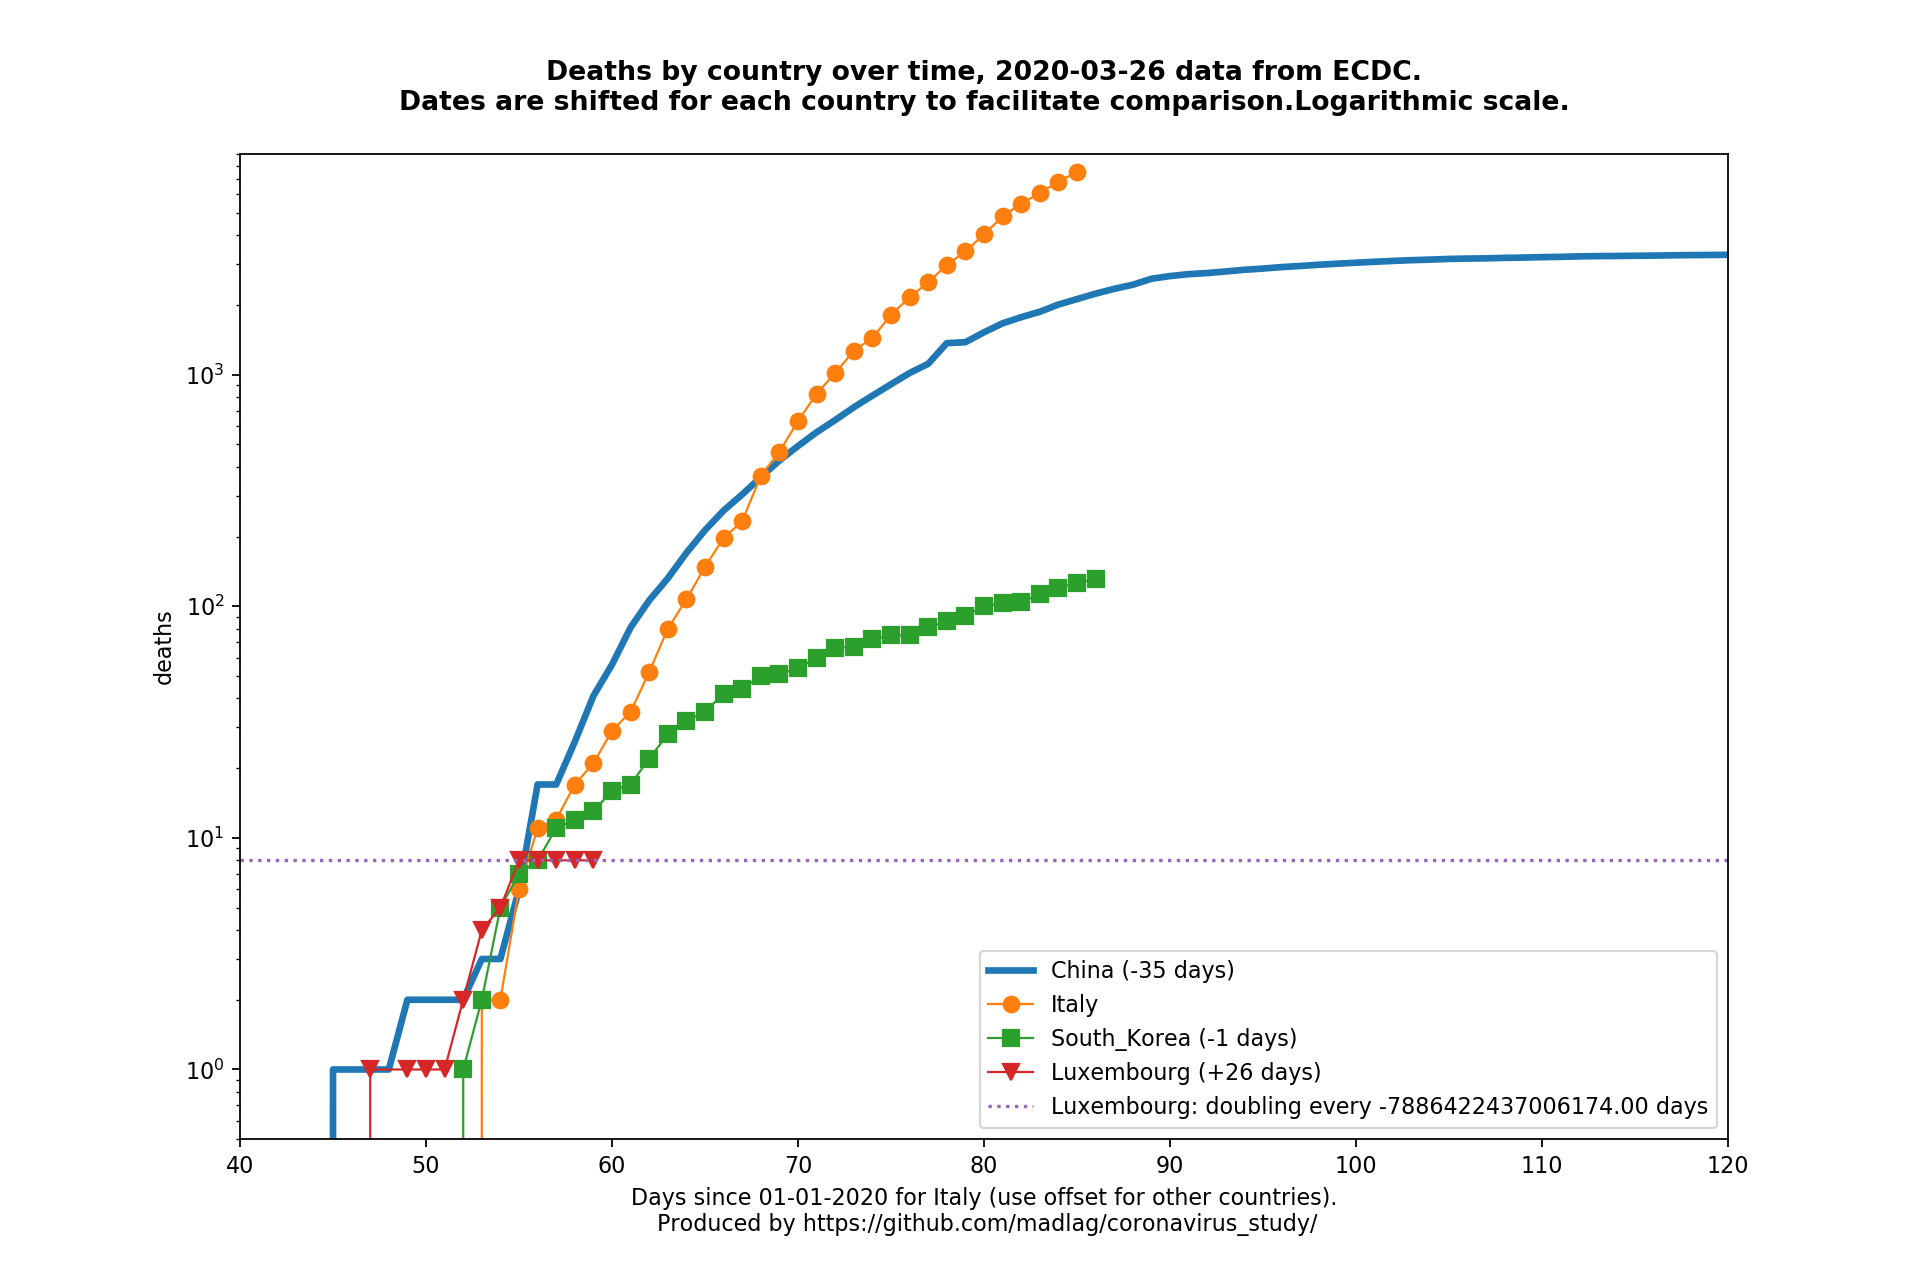 Deaths by country over time, 2020-03-26 data from ECDC.
Dates are shifted for each country to facilitate comparison.Logarithmic scale.
deaths
10³
10²
10¹
10⁰
China (-35 days)
Italy
South_Korea (-1 days)
Luxembourg (+26 days)
Luxembourg: doubling every -7886422437006174.00 days
40 50 60 70 80 90 100 110 120
Days since 01-01-2020 for Italy (use offset for other countries).
Produced by https://github.com/madlag/coronavirus_study/